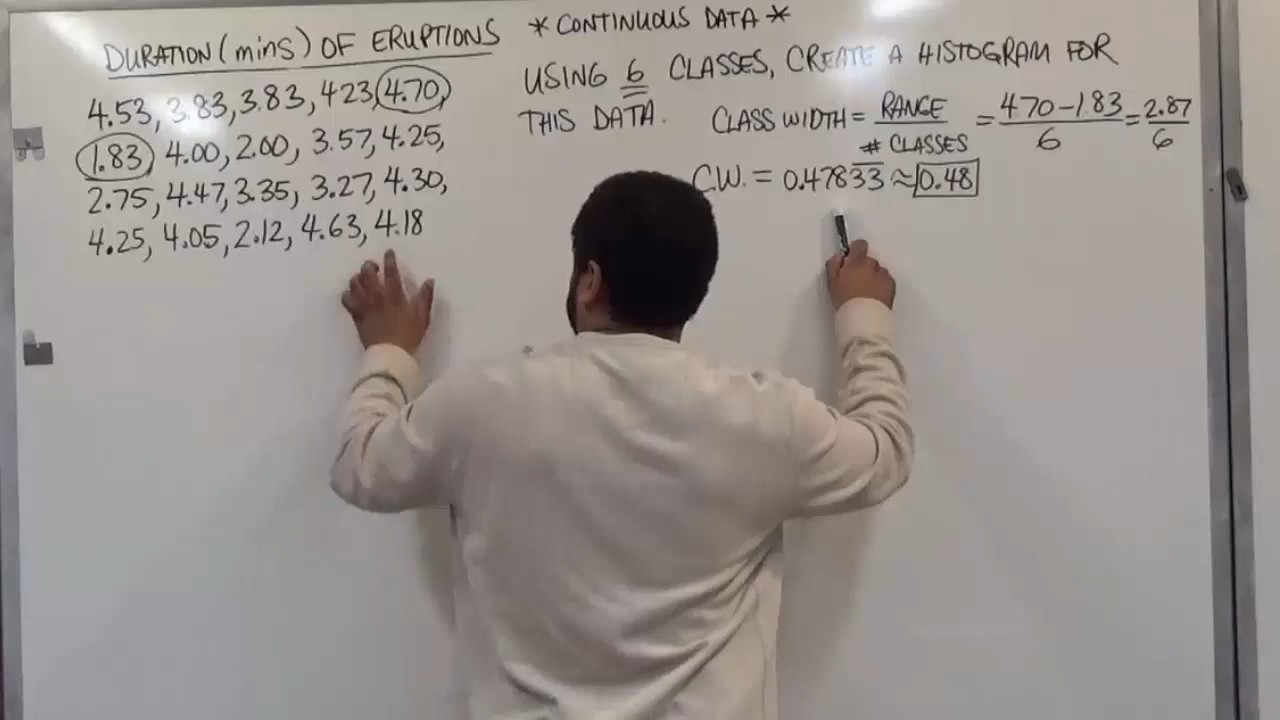 DURATION (mins) OF ERUPTIONS
4.53, 3.83, 3.83, 423, 4.70,
1.83, 4.00, 2.00, 3.57, 4.25,
2.75, 4.47, 3.35, 3.27, 4.30,
4.25, 4.05, 2.12, 4.63, 4.18
* CONTINUOUS DATA *
USING 6 CLASSES, CREATE A HISTOGRAM FOR
THIS DATA.
CLASS WIDTH = RANGE / # CLASSES = 4.70 - 1.83 / 6 = 2.87 / 6
C.W. = 0.47833 ≈ 0.48